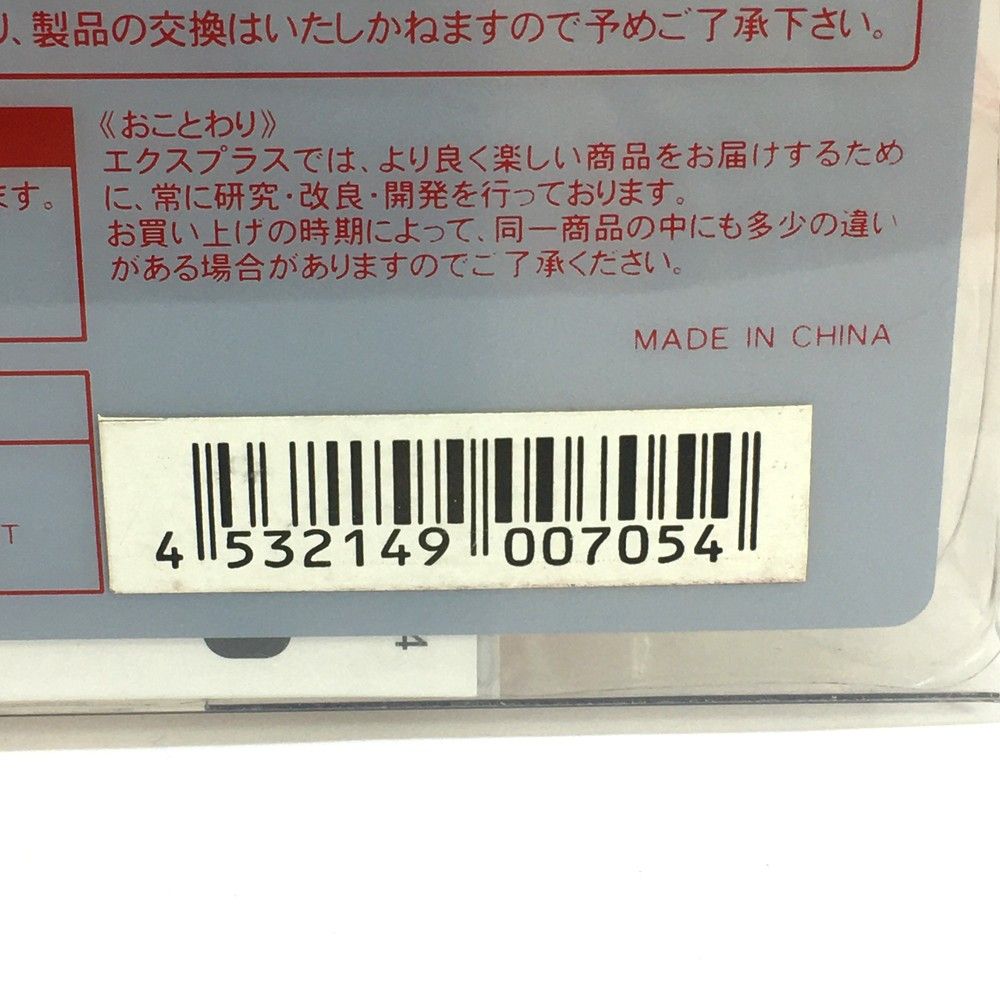 、製品の交換はいたしかねますので予めご了承下さい。
《おことわり》
エクスプラスでは、より良く楽しい商品をお届けするため
ます。
に、常に研究・改良・開発を行っております。
お買い上げの時期によって、同一商品の中にも多少の違い
がある場合がありますのでご了承ください。
MADE IN CHINA
T
4 532149 007054
4